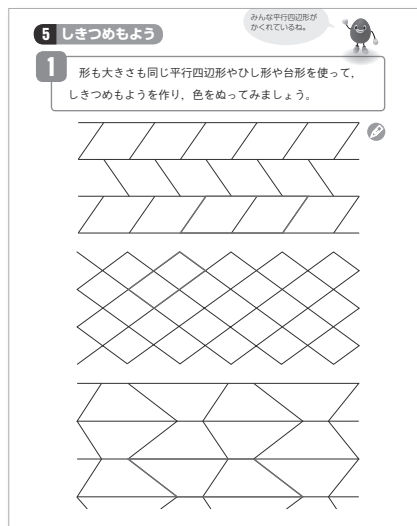 みんな平行四辺形が
かくれているね。
5 しきつめもよう
1 形も大きさも同じ平行四辺形やひし形や台形を使って，
しきつめもようを作り，色をぬってみましょう。